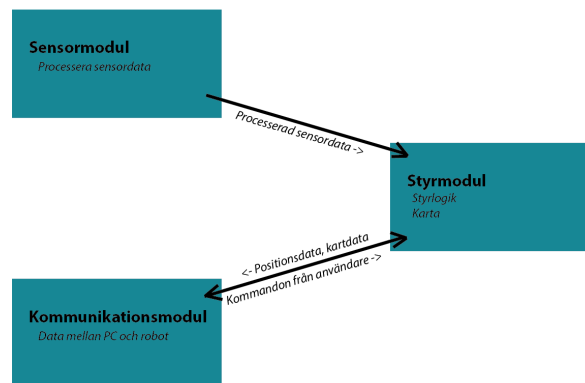 Sensormodul
Processera sensordata
Processerad sensordata ->
Styrmodul
Styrlogik
Karta
<- Positionsdata, kartdata
Kommandon från användare ->
Kommunikationsmodul
Data mellan PC och robot